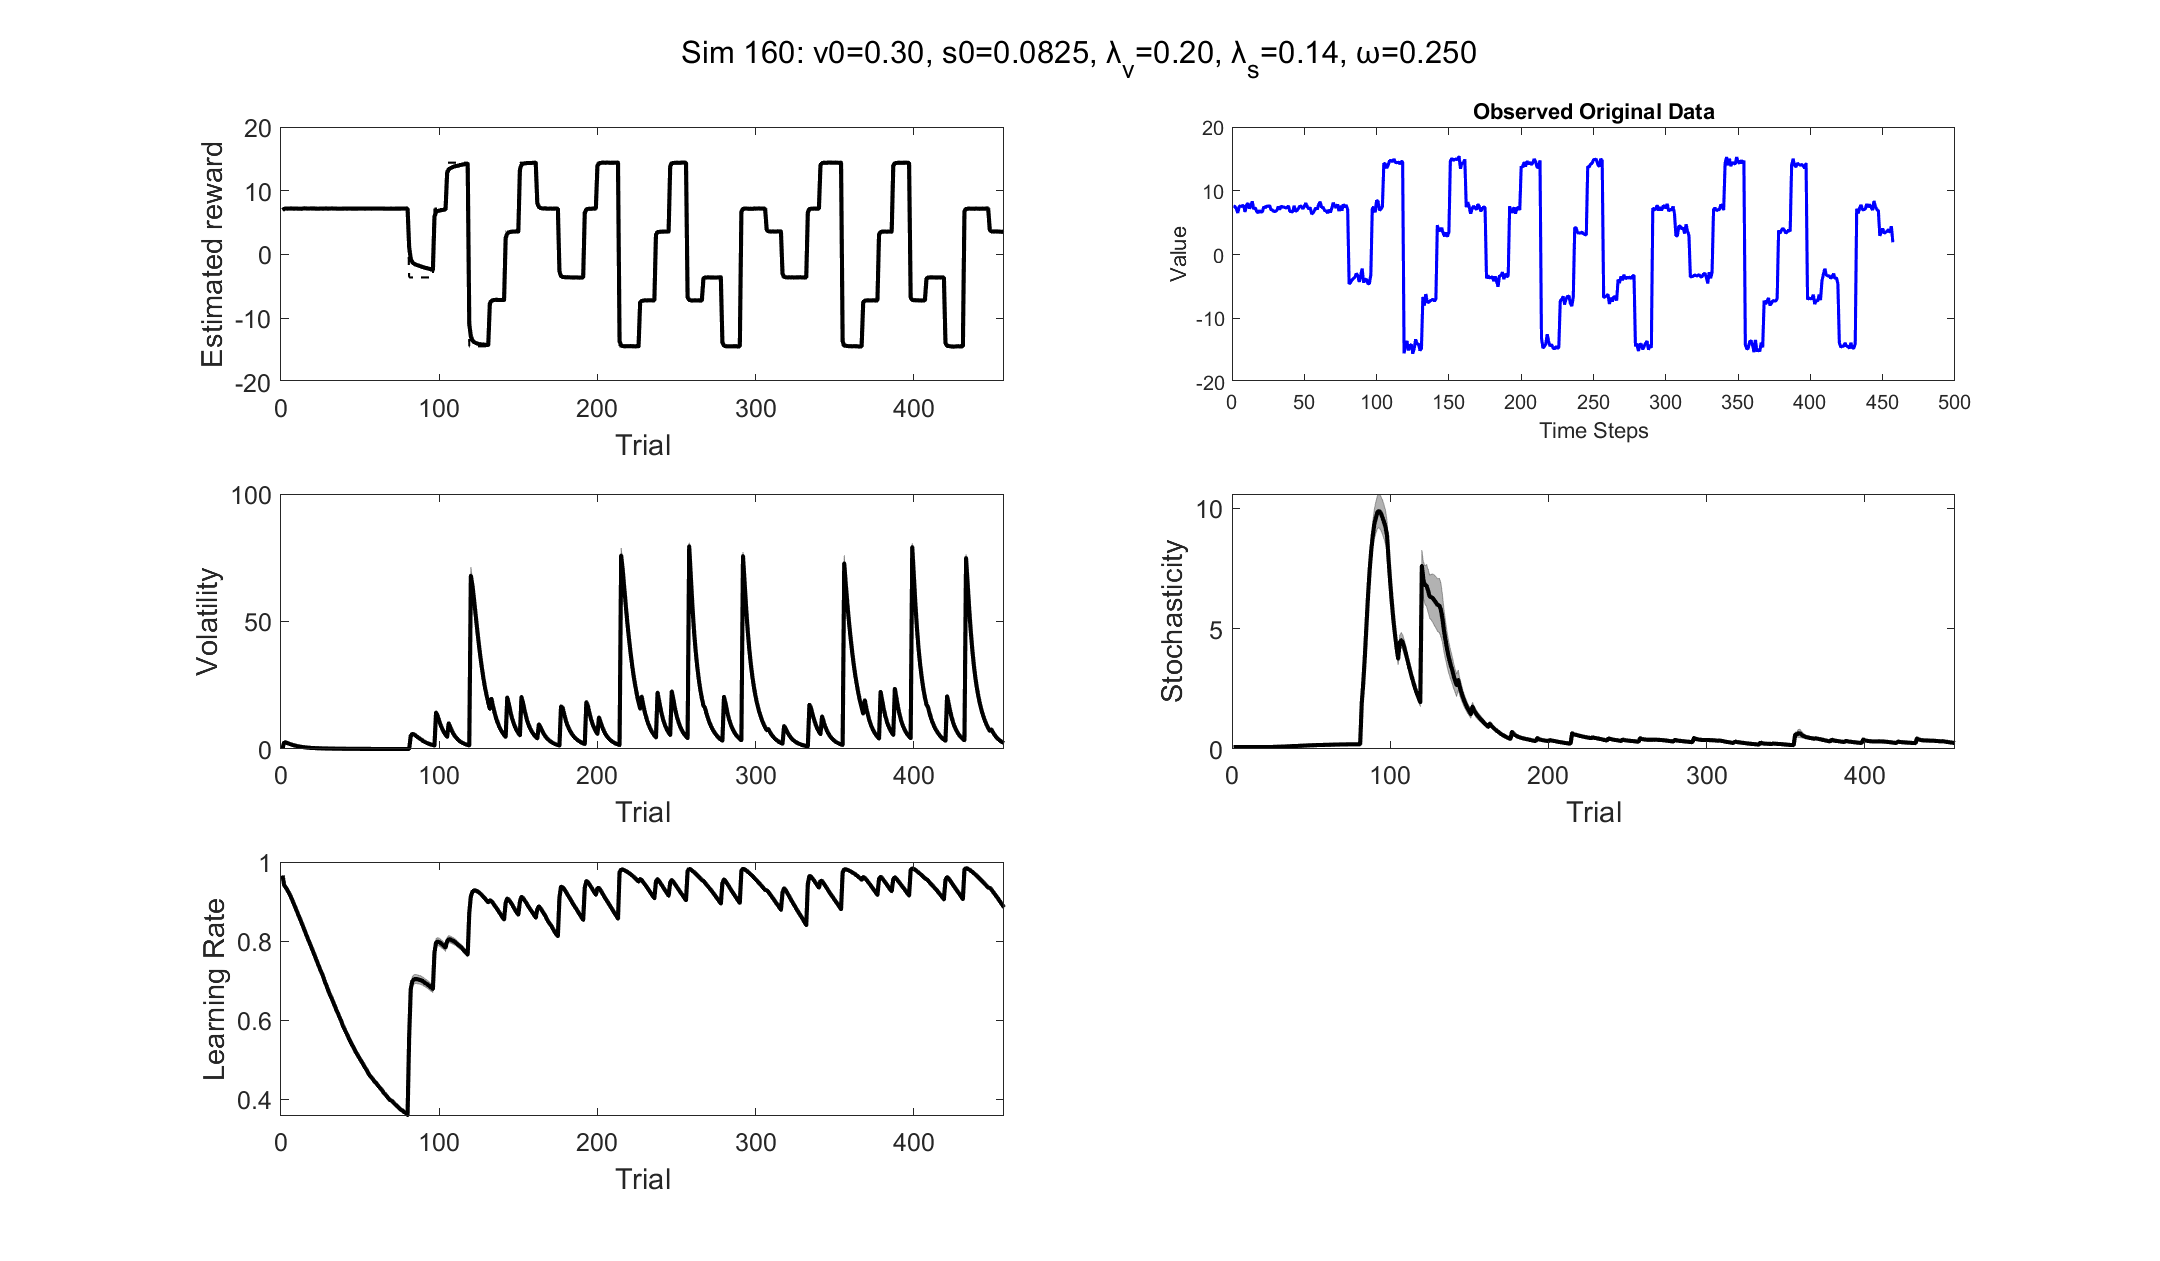 Sim 160: v0=0.30, s0=0.0825, λv=0.20, λs=0.14, ω=0.250
20
10
0
-10
-20
Estimated reward
0 100 200 300 400
Trial
Observed Original Data
20
10
0
-10
-20
Value
0 50 100 150 200 250 300 350 400 450 500
Time Steps
100
50
0
Volatility
0 100 200 300 400
Trial
10
5
0
Stochasticity
0 100 200 300 400
Trial
1
0.8
0.6
0.4
Learning Rate
0 100 200 300 400
Trial